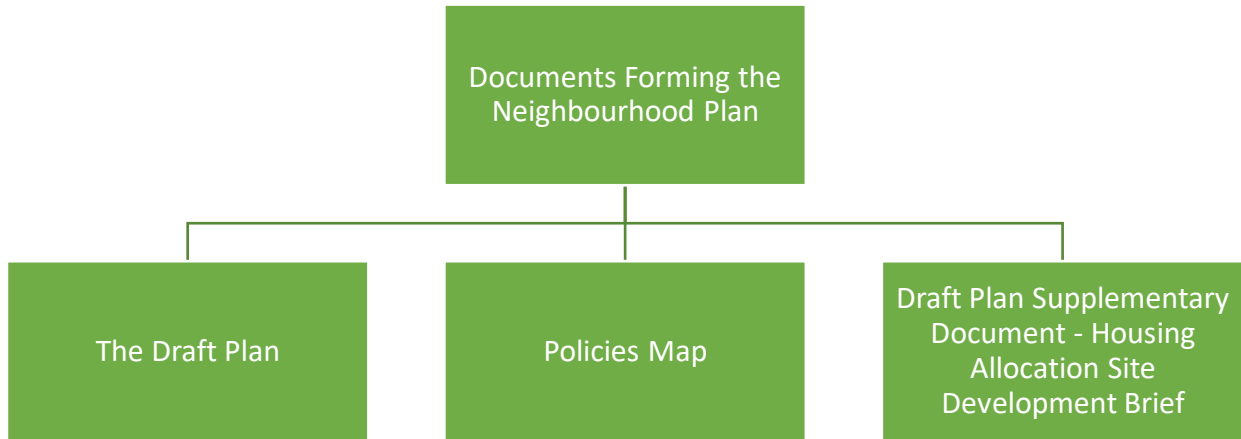 Documents Forming the
Neighbourhood Plan
The Draft Plan
Policies Map
Draft Plan Supplementary
Document - Housing
Allocation Site
Development Brief